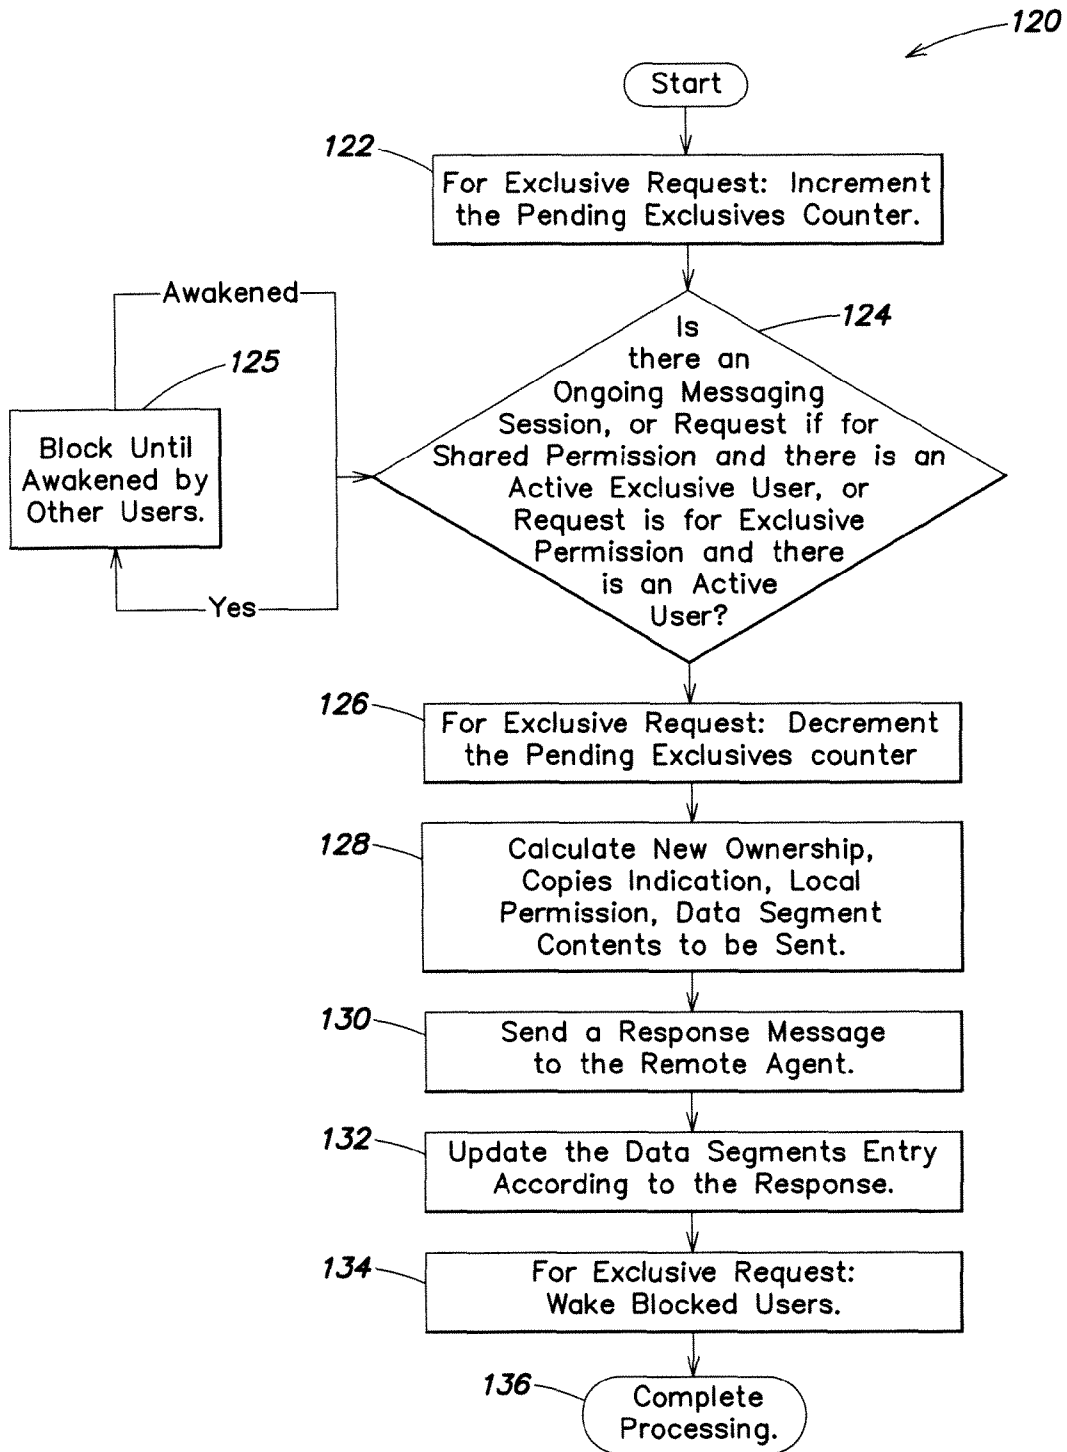 120
Start
122
For Exclusive Request: Increment
the Pending Exclusives Counter.
Awakened
124
Is
there an
Ongoing Messaging
Session, or Request if for
Shared Permission and there is an
Active Exclusive User, or
Request is for Exclusive
Permission and there
is an Active
User?
125
Block Until
Awakened by
Other Users.
Yes
126
For Exclusive Request: Decrement
the Pending Exclusives counter
128
Calculate New Ownership,
Copies Indication, Local
Permission, Data Segment
Contents to be Sent.
130
Send a Response Message
to the Remote Agent.
132
Update the Data Segments Entry
According to the Response.
134
For Exclusive Request:
Wake Blocked Users.
136
Complete
Processing.